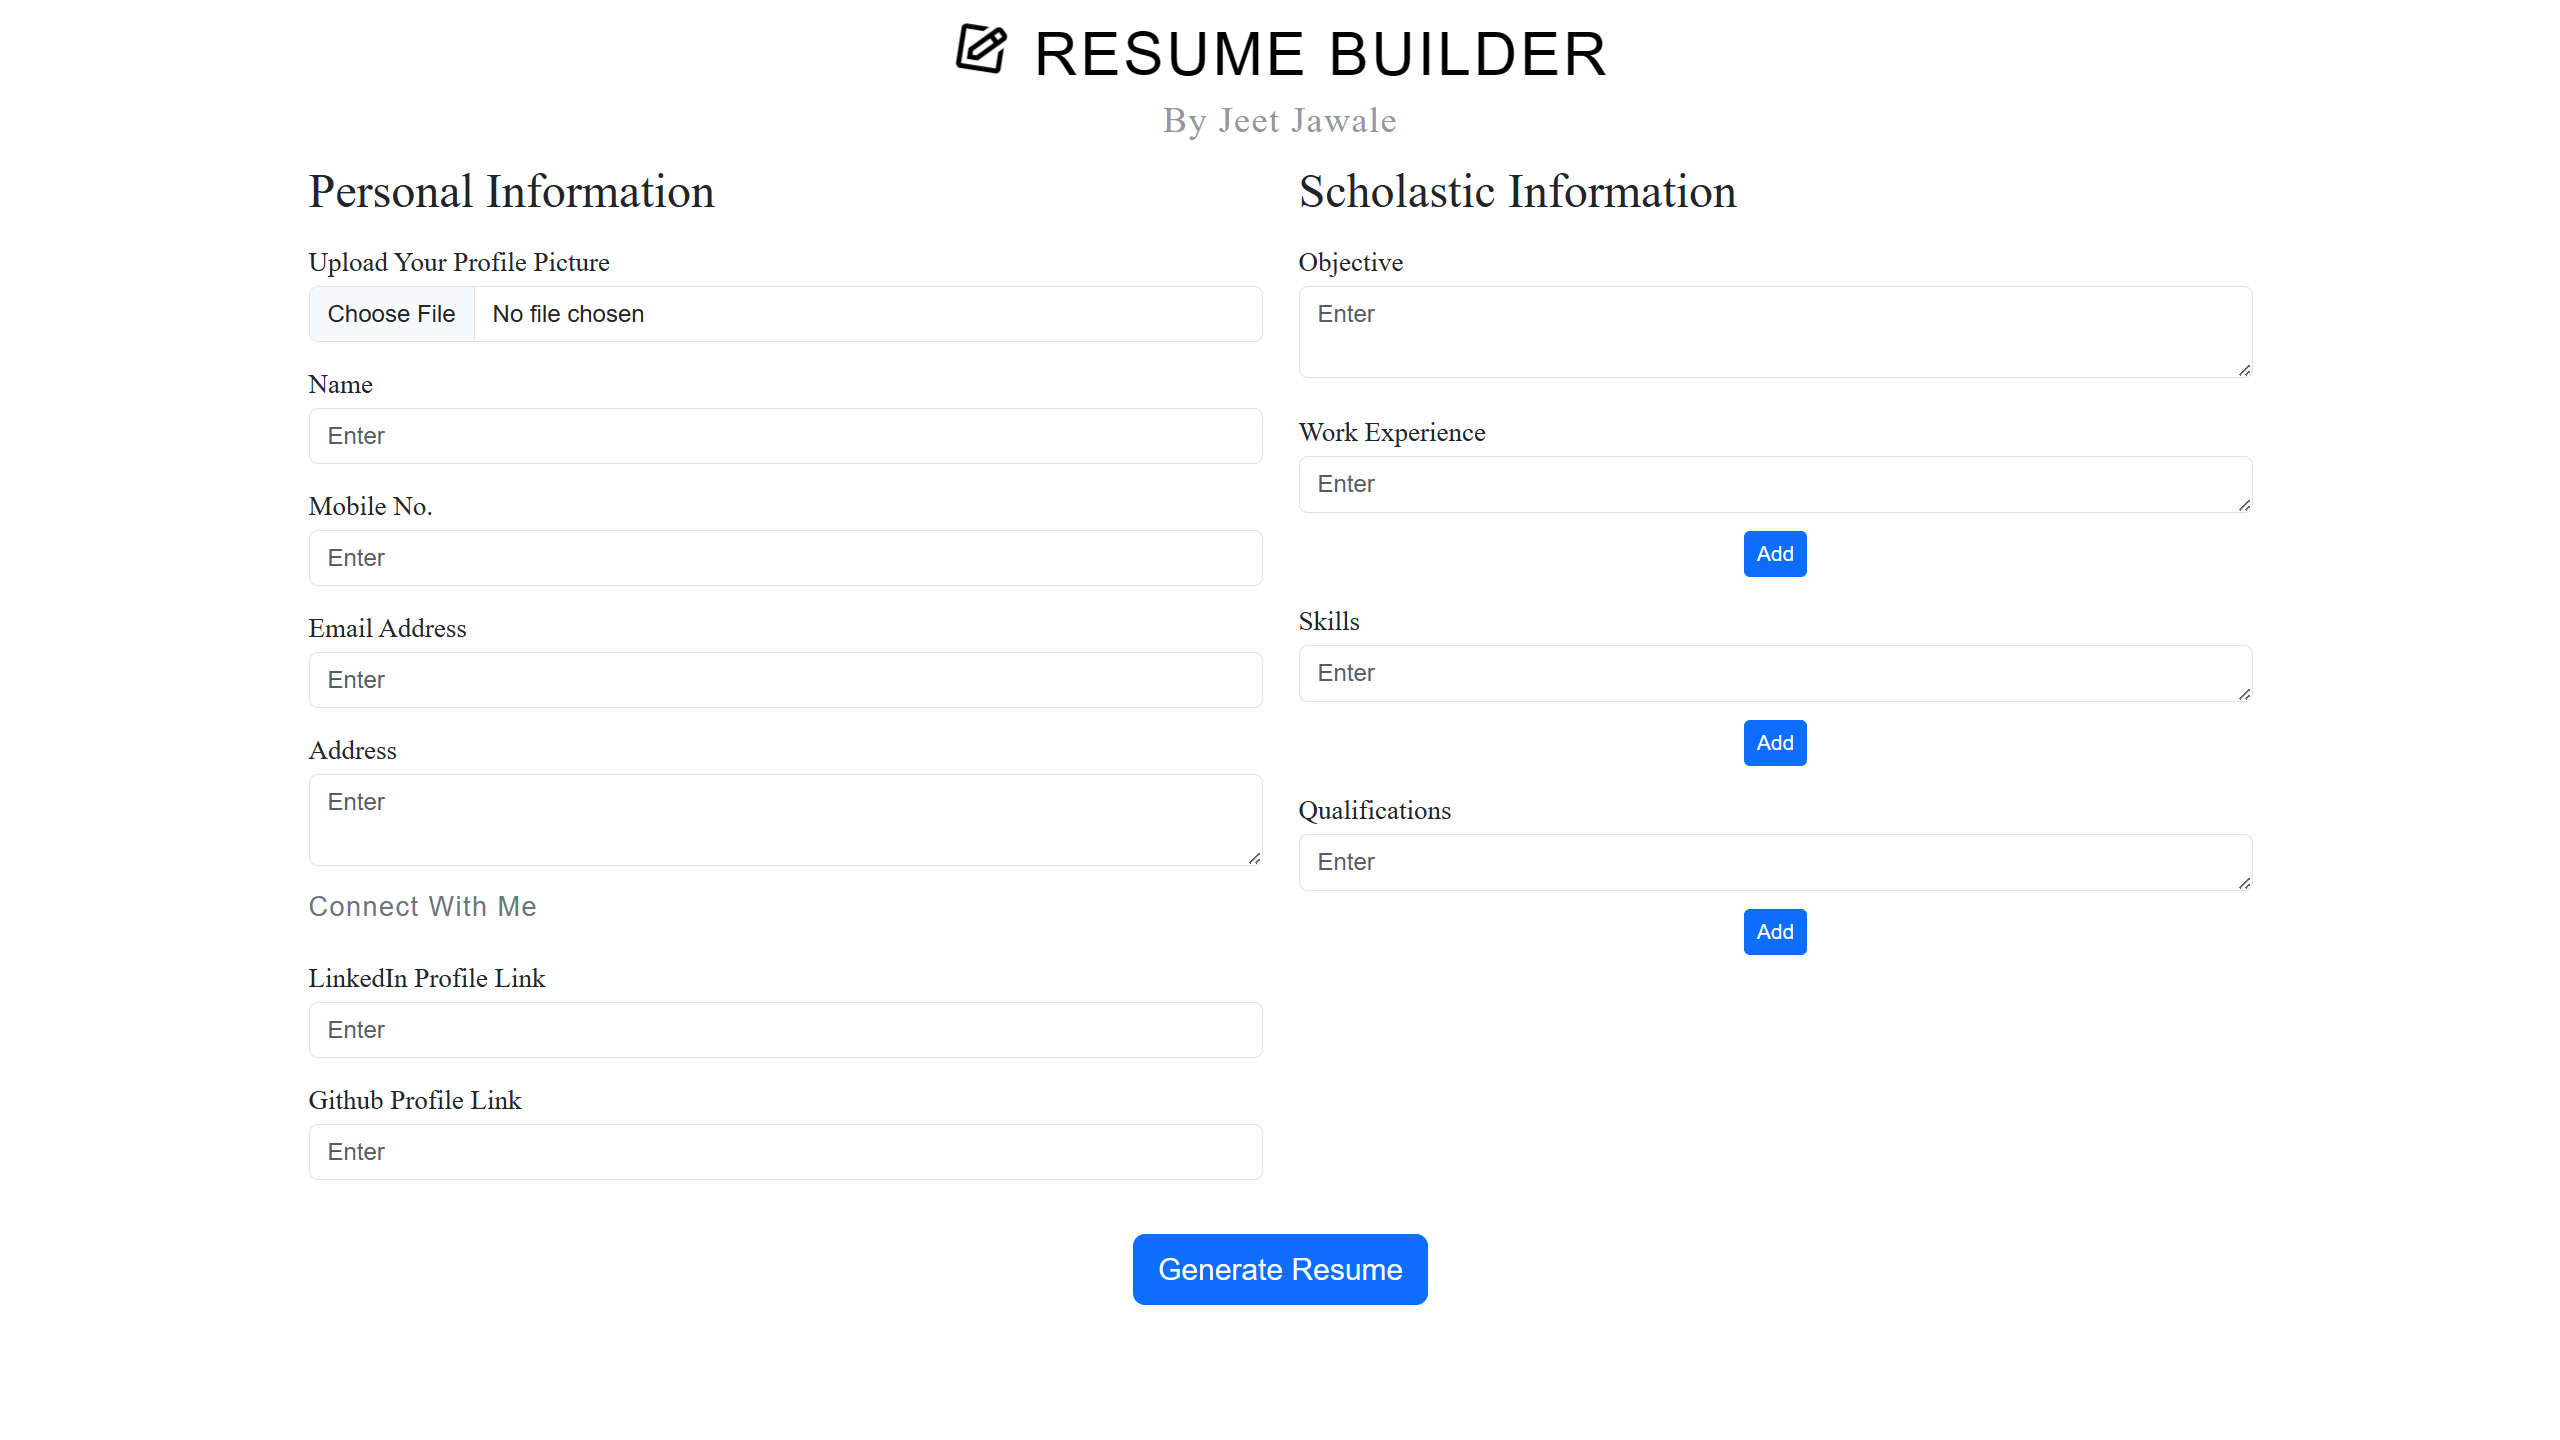 RESUME BUILDER
By Jeet Jawale
Personal Information
Upload Your Profile Picture
Choose File No file chosen
Name
Enter
Mobile No.
Enter
Email Address
Enter
Address
Enter
Connect With Me
LinkedIn Profile Link
Enter
Github Profile Link
Enter
Scholastic Information
Objective
Enter
Work Experience
Enter
Add
Skills
Enter
Add
Qualifications
Enter
Add
Generate Resume